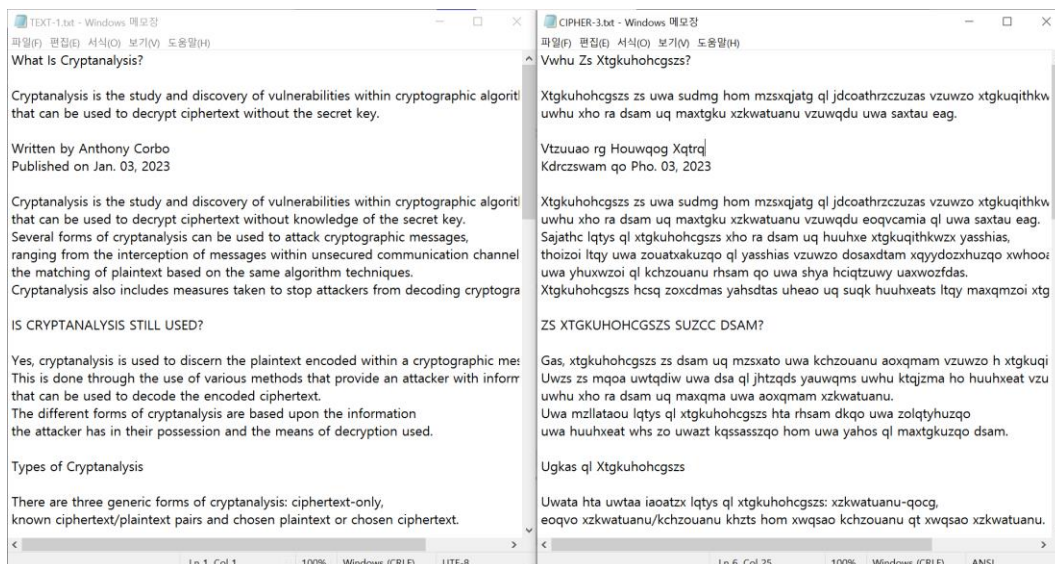 TEXT-1.txt - Windows 메모장
파일(F) 편집(E) 서식(O) 보기(V) 도움말(H)
What Is Cryptanalysis?
Cryptanalysis is the study and discovery of vulnerabilities within cryptographic algorit
that can be used to decrypt ciphertext without the secret key.
Written by Anthony Corbo
Published on Jan. 03, 2023
Cryptanalysis is the study and discovery of vulnerabilities within cryptographic algorit
that can be used to decrypt ciphertext without knowledge of the secret key.
Several forms of cryptanalysis can be used to attack cryptographic messages,
ranging from the interception of messages within unsecured communication channel
the matching of plaintext based on the same algorithm techniques.
Cryptanalysis also includes measures taken to stop attackers from decoding cryptogra
IS CRYPTANALYSIS STILL USED?
Yes, cryptanalysis is used to discern the plaintext encoded within a cryptographic mes
This is done through the use of various methods that provide an attacker with inform
that can be used to decode the encoded ciphertext.
The different forms of cryptanalysis are based upon the information
the attacker has in their possession and the means of decryption used.
Types of Cryptanalysis
There are three generic forms of cryptanalysis: ciphertext-only,
known ciphertext/plaintext pairs and chosen plaintext or chosen ciphertext.
Ln 1, Col 1 100% Windows (CRLF) UTF-8
CIPHER-3.txt - Windows 메모장
파일(F) 편집(E) 서식(O) 보기(V) 도움말(H)
Vwhu Zs Xtgkuhohcgszs?
Xtgkuhohcgszs zs uwa sudmg hom mzsxqjatg ql jdcoathrzczuzas vzuwzo xtgkuqithkw
uwhu xho ra dsam uq maxtgku xzkwatuanu vzuwqdu uwa saxtau eag.
Vtzuuao rg Houwqog Xqtrq
Kdrczswam qo Pho. 03, 2023
Xtgkuhohcgszs zs uwa sudmg hom mzsxqjatg ql jdcoathrzczuzas vzuwzo xtgkuqithkw
uwhu xho ra dsam uq maxtgku xzkwatuanu vzuwqdu eoqvcamia ql uwa saxtau eag.
Sajathc lqtys ql xtgkuhohcgszs xho ra dsam uq huuhxe xtgkuqithkwzx yasshias,
thoizoi ltqy uwa zouatxakuzqo ql yasshias vzuwzo dosaxdtam xqyydozxhuzqo xwhooa
uwa yhuxwzoi ql kchzouanu rhsam qo uwa shya hciqtzuwy uaxwozfdas.
Xtgkuhohcgszs hcsq zoxcdmas yahsdtas uheao uq suqk huuhxeats ltqy maxqmzoi xtg
ZS XTGKUHOHCGSZS SUZCC DSAM?
Gas, xtgkuhohcgszs zs dsam uq mzsxato uwa kchzouanu aoxqmam vzuwzo h xtgkuqi
Uwzs zs mqoa uwtqdiw uwa dsa ql jhtzqds yauwqms uwhu ktqjzma ho huuhxeat vzu
uwhu xho ra dsam uq maxqma uwa aoxqmam xzkwatuanu.
Uwa mzllataou lqtys ql xtgkuhohcgszs hta rhsam dkqo uwa zolqtyhuzqo
uwa huuhxeat whs zo uwazt kqssasszqo hom uwa yahos ql maxtgkuzqo dsam.
Ugkas ql Xtgkuhohcgszs
Uwata hta uwtaa iaoatzx lqtys ql xtgkuhohcgszs: xzkwatuanu-qocg,
eoqvo xzkwatuanu/kchzouanu khzts hom xwqsao kchzouanu qt xwqsao xzkwatuanu.
Ln 6, Col 25 100% Windows (CRLF) ANSI